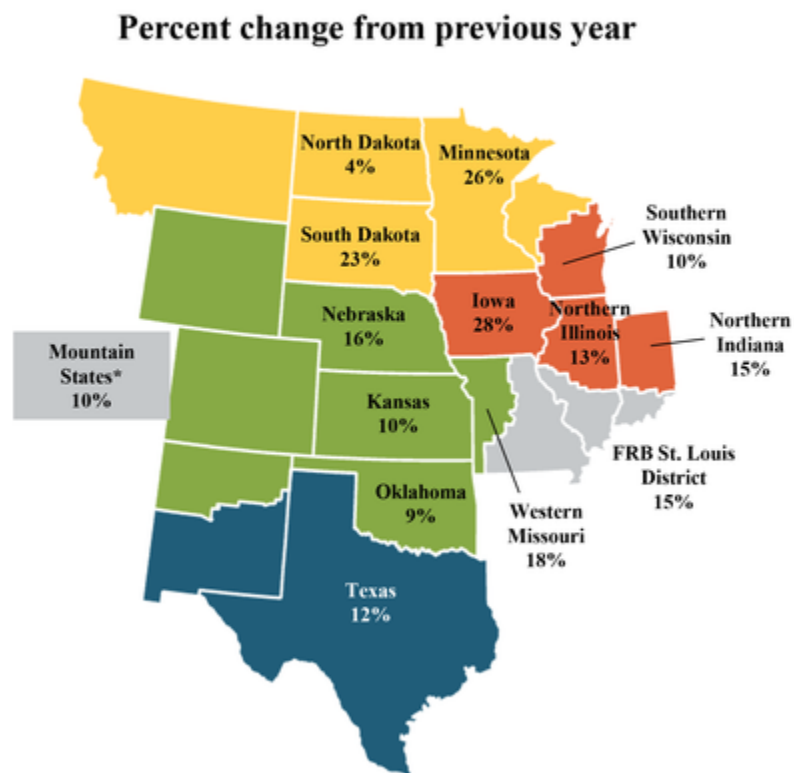 Percent change from previous year
North Dakota
4%
Minnesota
26%
South Dakota
23%
Southern
Wisconsin
10%
Nebraska
16%
Iowa
28%
Northern
Illinois
13%
Northern
Indiana
15%
Mountain
States*
10%
Kansas
10%
FRB St. Louis
District
15%
Oklahoma
9%
Western
Missouri
18%
Texas
12%